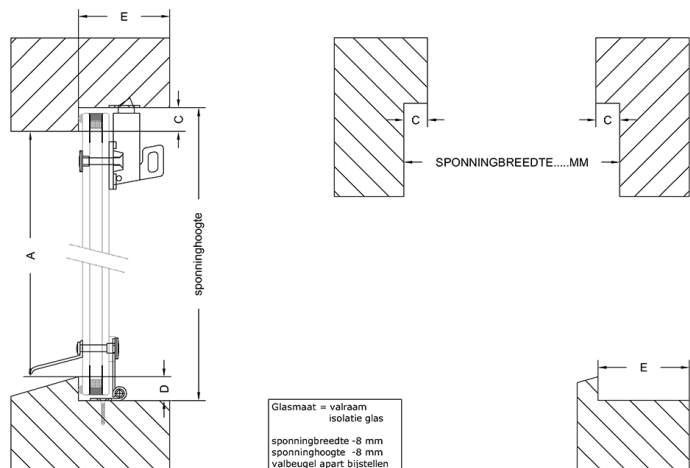 E
C
C
C
SPONNINGBREEDTE.....MM
A
sponninghoogte
D
E
Glasmaat = valraam
isolatie glas
sponningbreedte -8 mm
sponninghoogte -8 mm
valbeugel apart bijstellen